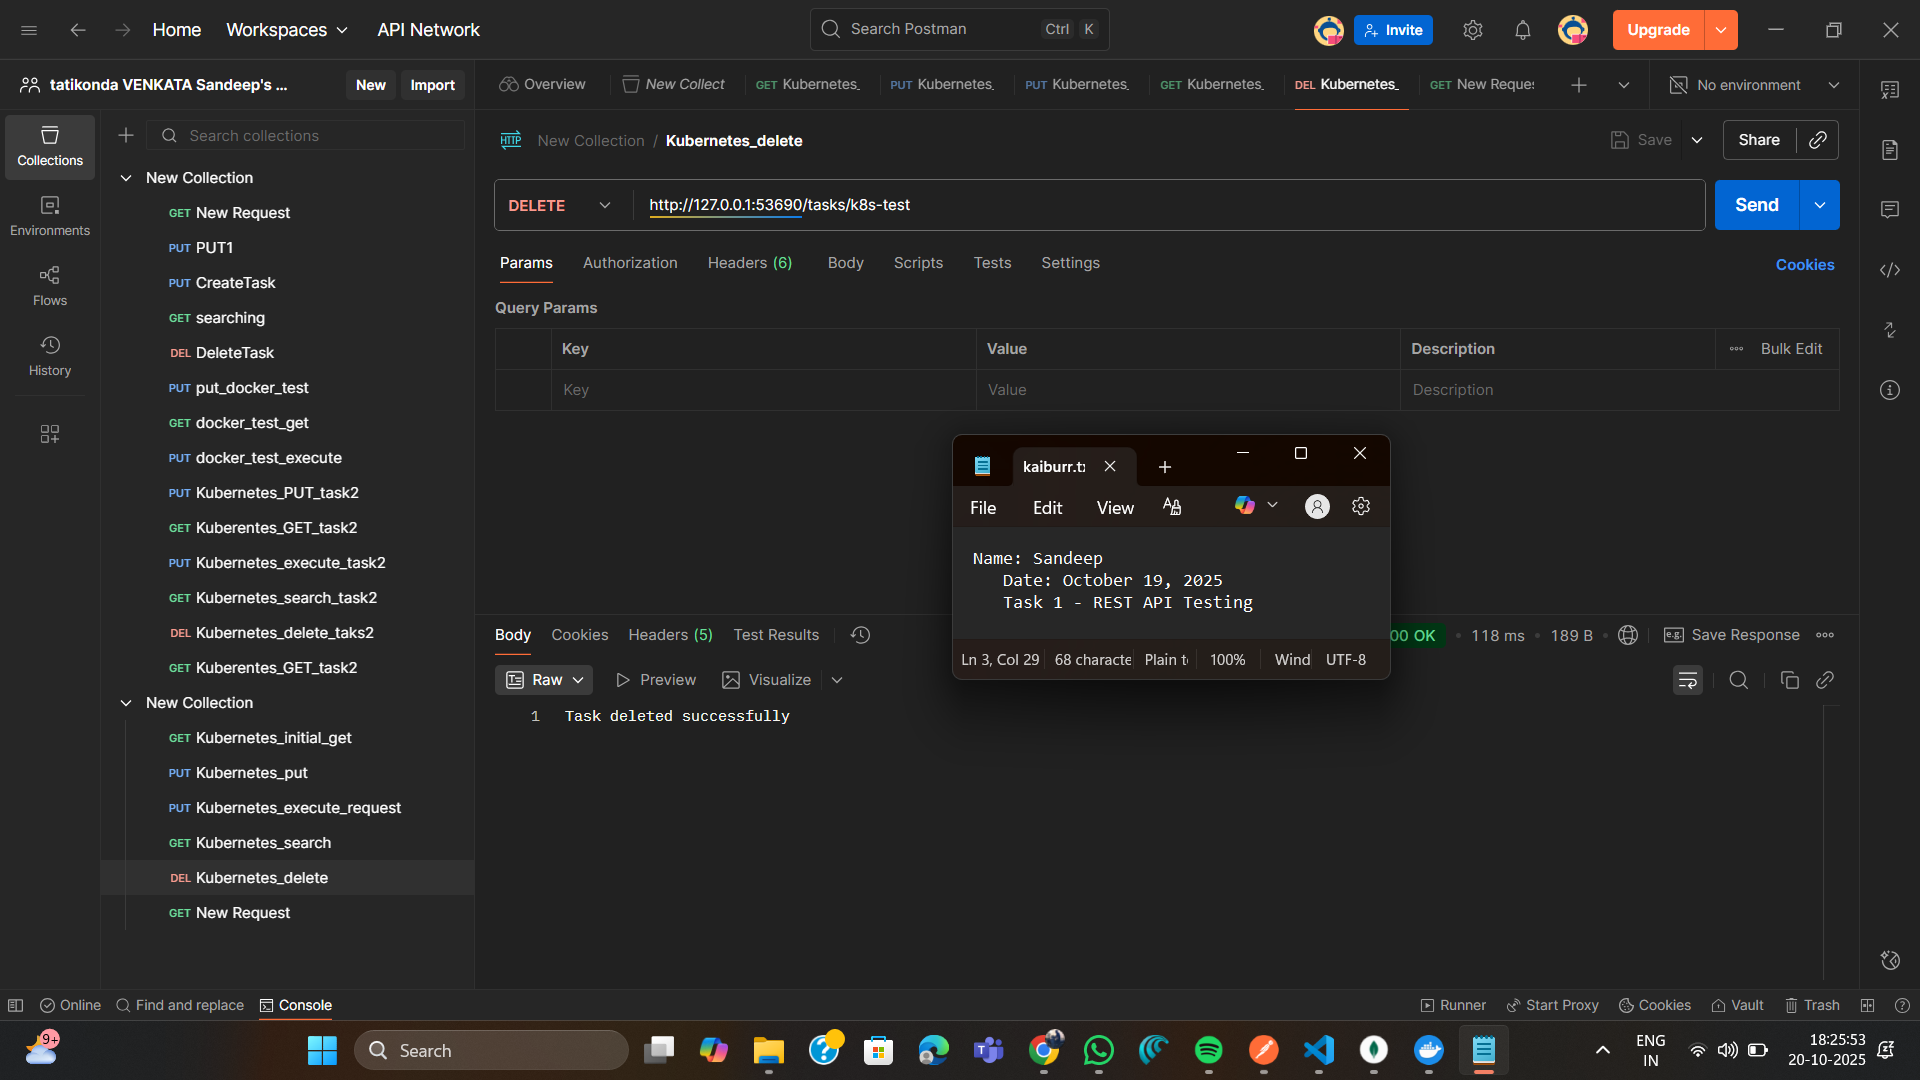 Home
Workspaces
API Network
Search Postman
Ctrl K
Invite
Upgrade
tatikonda VENKATA Sandeep's ...
New
Import
Overview
New Collect
GET Kubernetes_
PUT Kubernetes_
PUT Kubernetes_
GET Kubernetes_
DEL Kubernetes_
GET New Reques
No environment
Collections
Environments
Flows
History
Search collections
New Collection
GET New Request
PUT PUT1
PUT CreateTask
GET searching
DEL DeleteTask
PUT put_docker_test
GET docker_test_get
PUT docker_test_execute
PUT Kubernetes_PUT_task2
GET Kuberentes_GET_task2
PUT Kubernetes_execute_task2
GET Kubernetes_search_task2
DEL Kubernetes_delete_taks2
GET Kuberentes_GET_task2
New Collection
GET Kubernetes_initial_get
PUT Kubernetes_put
PUT Kubernetes_execute_request
GET Kubernetes_search
DEL Kubernetes_delete
GET New Request
HTTP New Collection / Kubernetes_delete
Save
Share
DELETE
http://127.0.0.1:53690/tasks/k8s-test
Send
Params
Authorization
Headers (6)
Body
Scripts
Tests
Settings
Cookies
Query Params
Key Value Description Bulk Edit
Key Value Description
kaiburr.t
File
Edit
View
Name: Sandeep
Date: October 19, 2025
Task 1 - REST API Testing
Ln 3, Col 29
68 characte
Plain t
100%
Wind
UTF-8
Body
Cookies
Headers (5)
Test Results
00 OK
118 ms
189 B
e.g. Save Response
Raw
Preview
Visualize
1 Task deleted successfully
Online
Find and replace
Console
Runner
Start Proxy
Cookies
Vault
Trash
9+
Search
ENG
IN
18:25:53
20-10-2025